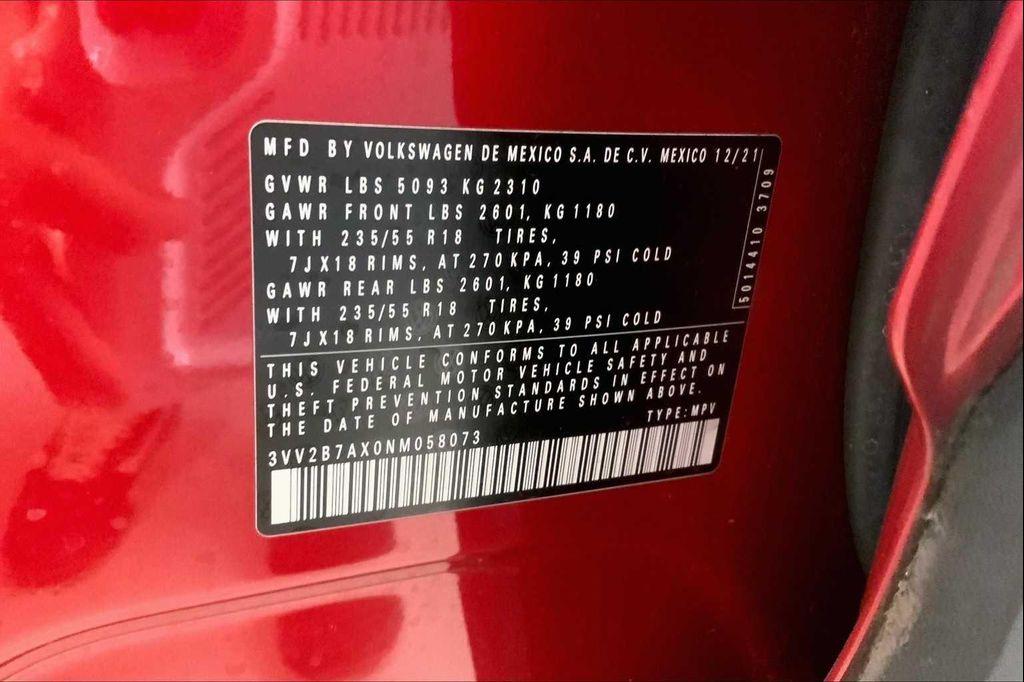 MFD BY VOLKSWAGEN DE MEXICO S.A. DE C.V. MEXICO 12/21
GVWR LBS 5093 KG 2310
GAWR FRONT LBS 2601, KG 1180
WITH 235/55 R18 TIRES,
7JX18 RIMS, AT 270 KPA, 39 PSI COLD
GAWR REAR LBS 2601, KG 1180
WITH 235/55 R18 TIRES,
7JX18 RIMS, AT 270 KPA, 39 PSI COLD
5014410 3709
THIS VEHICLE CONFORMS TO ALL APPLICABLE
U.S. FEDERAL MOTOR VEHICLE SAFETY AND
THEFT PREVENTION STANDARDS IN EFFECT ON
THE DATE OF MANUFACTURE SHOWN ABOVE.
TYPE: MPV
3VV2B7AX0NM058073